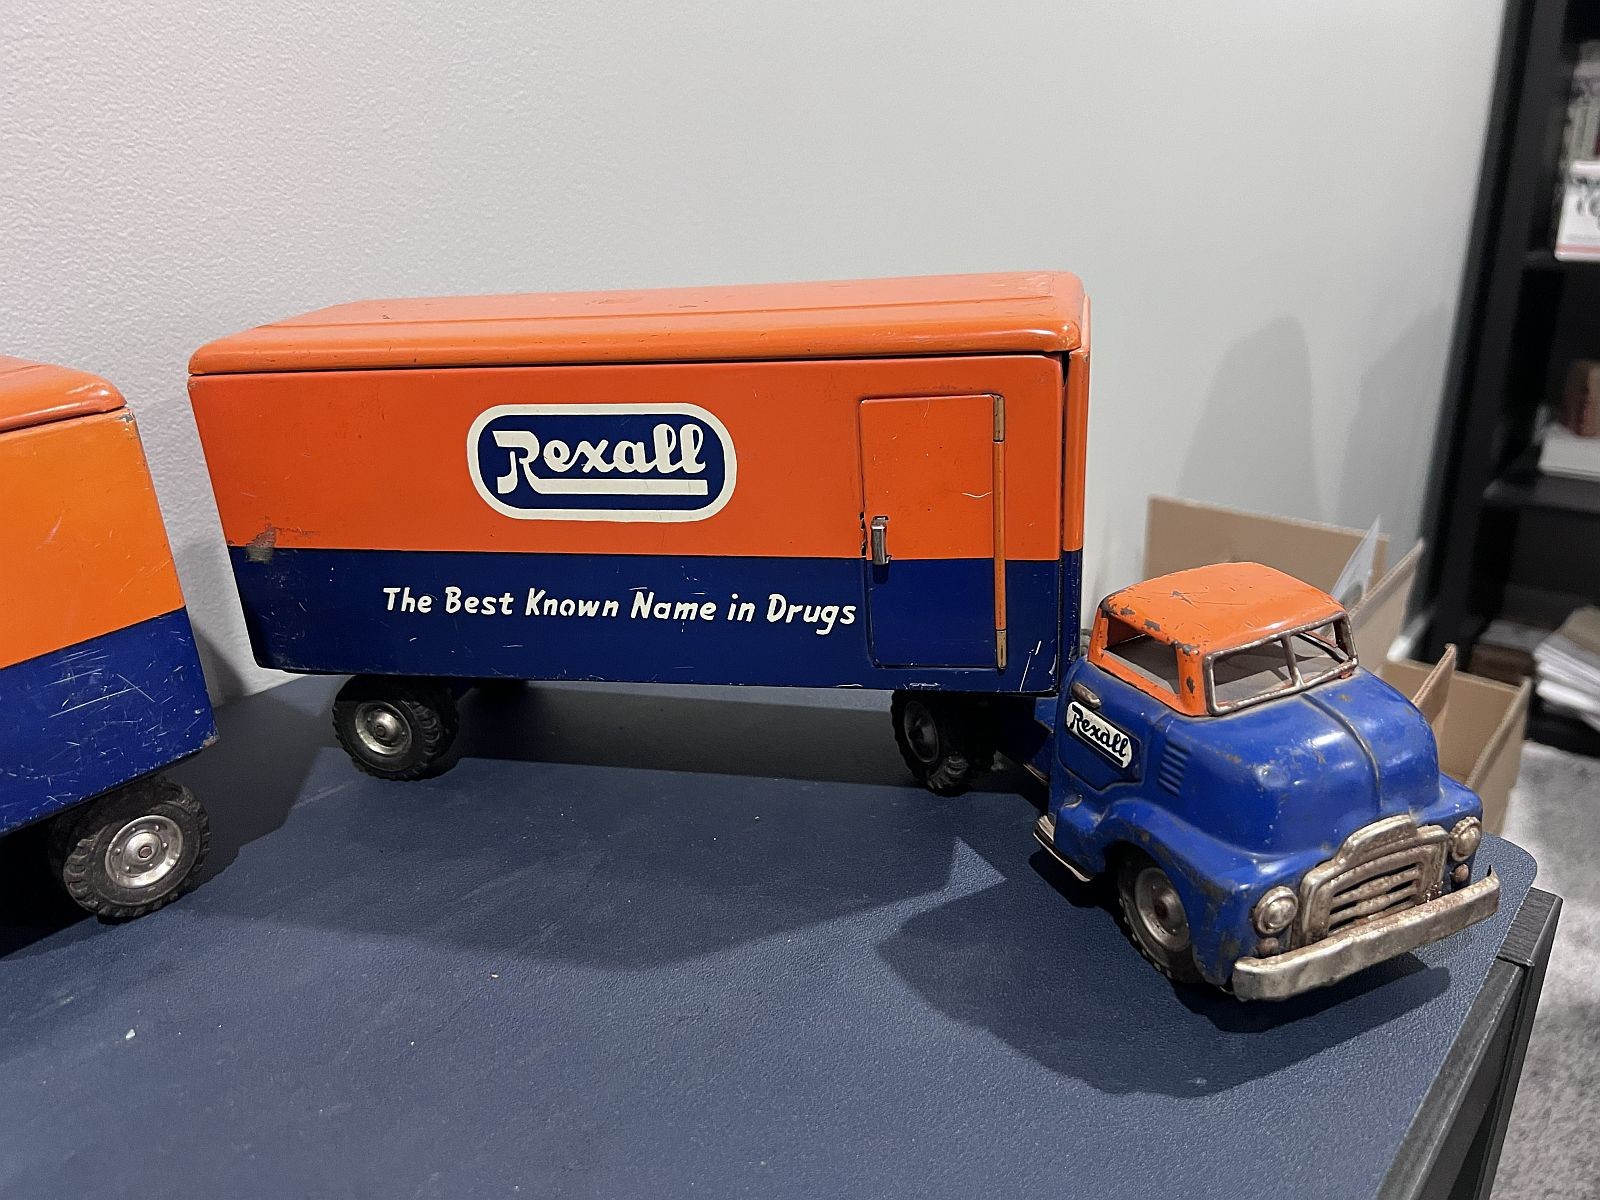 Rexall
The Best Known Name in Drugs
Rexall